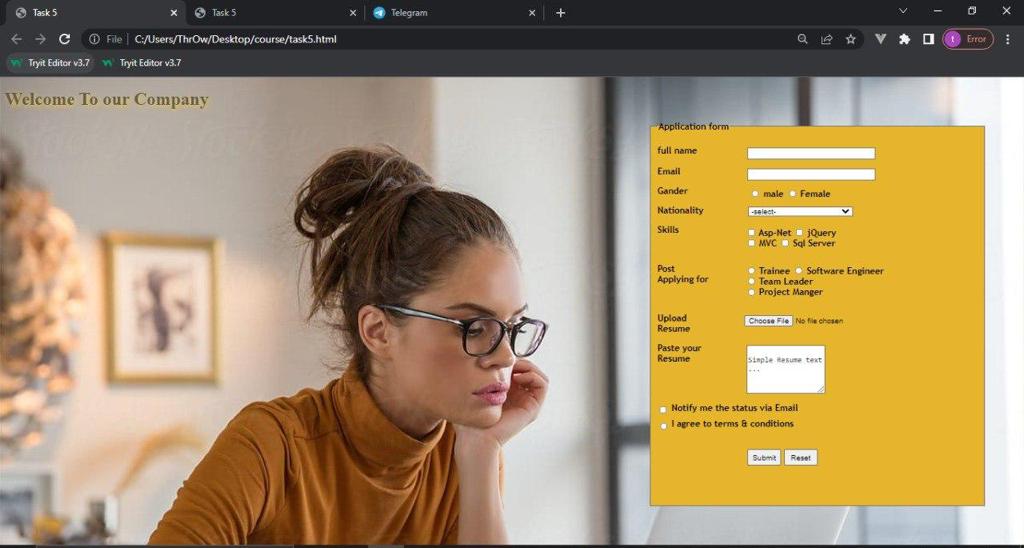 Task 5
Task 5
Telegram
File C:/Users/ThrOw/Desktop/course/task5.html
t Error
Tryit Editor v3.7
Tryit Editor v3.7
Welcome To our Company
Application form
full name
Email
Gander
male Female
Nationality
-select-
Skills
Asp-Net jQuery
MVC Sql Server
Post
Applying for
Trainee Software Engineer
Team Leader
Project Manger
Upload
Resume
Choose File No file chosen
Paste your
Resume
Simple Resume text
...
Notify me the status via Email
I agree to terms & conditions
Submit Reset